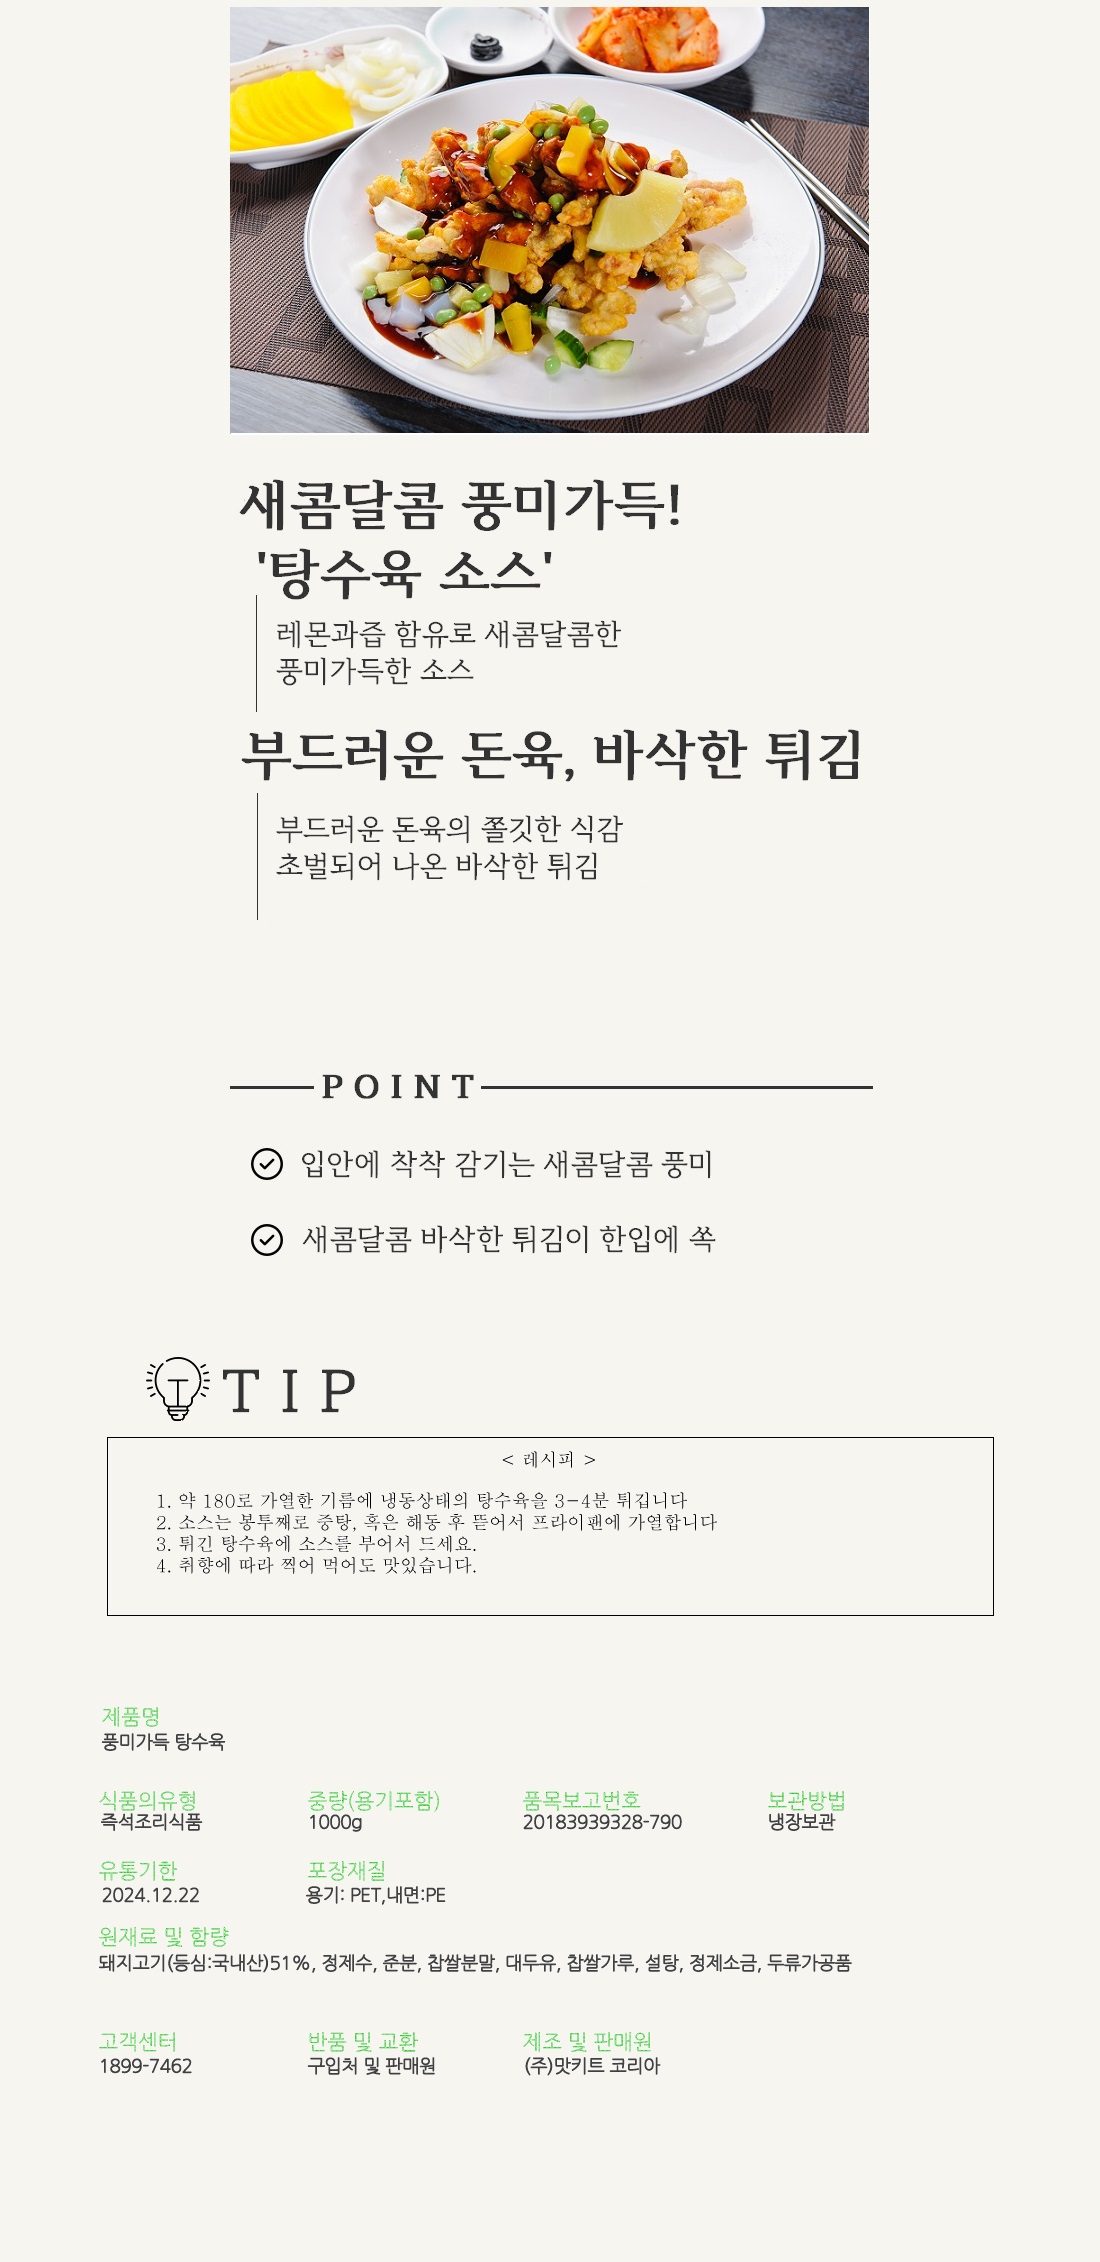 새콤달콤 풍미가득!
'탕수육 소스'
레몬과즙 함유로 새콤달콤한
풍미가득한 소스
부드러운 돈육, 바삭한 튀김
부드러운 돈육의 쫄깃한 식감
초벌되어 나온 바삭한 튀김
POINT
입안에 착착 감기는 새콤달콤 풍미
새콤달콤 바삭한 튀김이 한입에 쏙
TIP
< 레시피 >
1. 약 180로 가열한 기름에 냉동상태의 탕수육을 3-4분 튀깁니다
2. 소스는 봉투째로 중탕, 혹은 해동 후 뜯어서 프라이팬에 가열합니다
3. 튀긴 탕수육에 소스를 부어서 드세요.
4. 취향에 따라 찍어 먹어도 맛있습니다.
제품명
풍미가득 탕수육
식품의유형 중량(용기포함) 품목보고번호 보관방법
즉석조리식품 1000g 20183939328-790 냉장보관
유통기한 포장재질
2024.12.22 용기: PET,내면:PE
원재료 및 함량
돼지고기(등심:국내산)51%, 정제수, 준분, 찹쌀분말, 대두유, 찹쌀가루, 설탕, 정제소금, 두류가공품
고객센터 반품 및 교환 제조 및 판매원
1899-7462 구입처 및 판매원 (주)맛키트 코리아